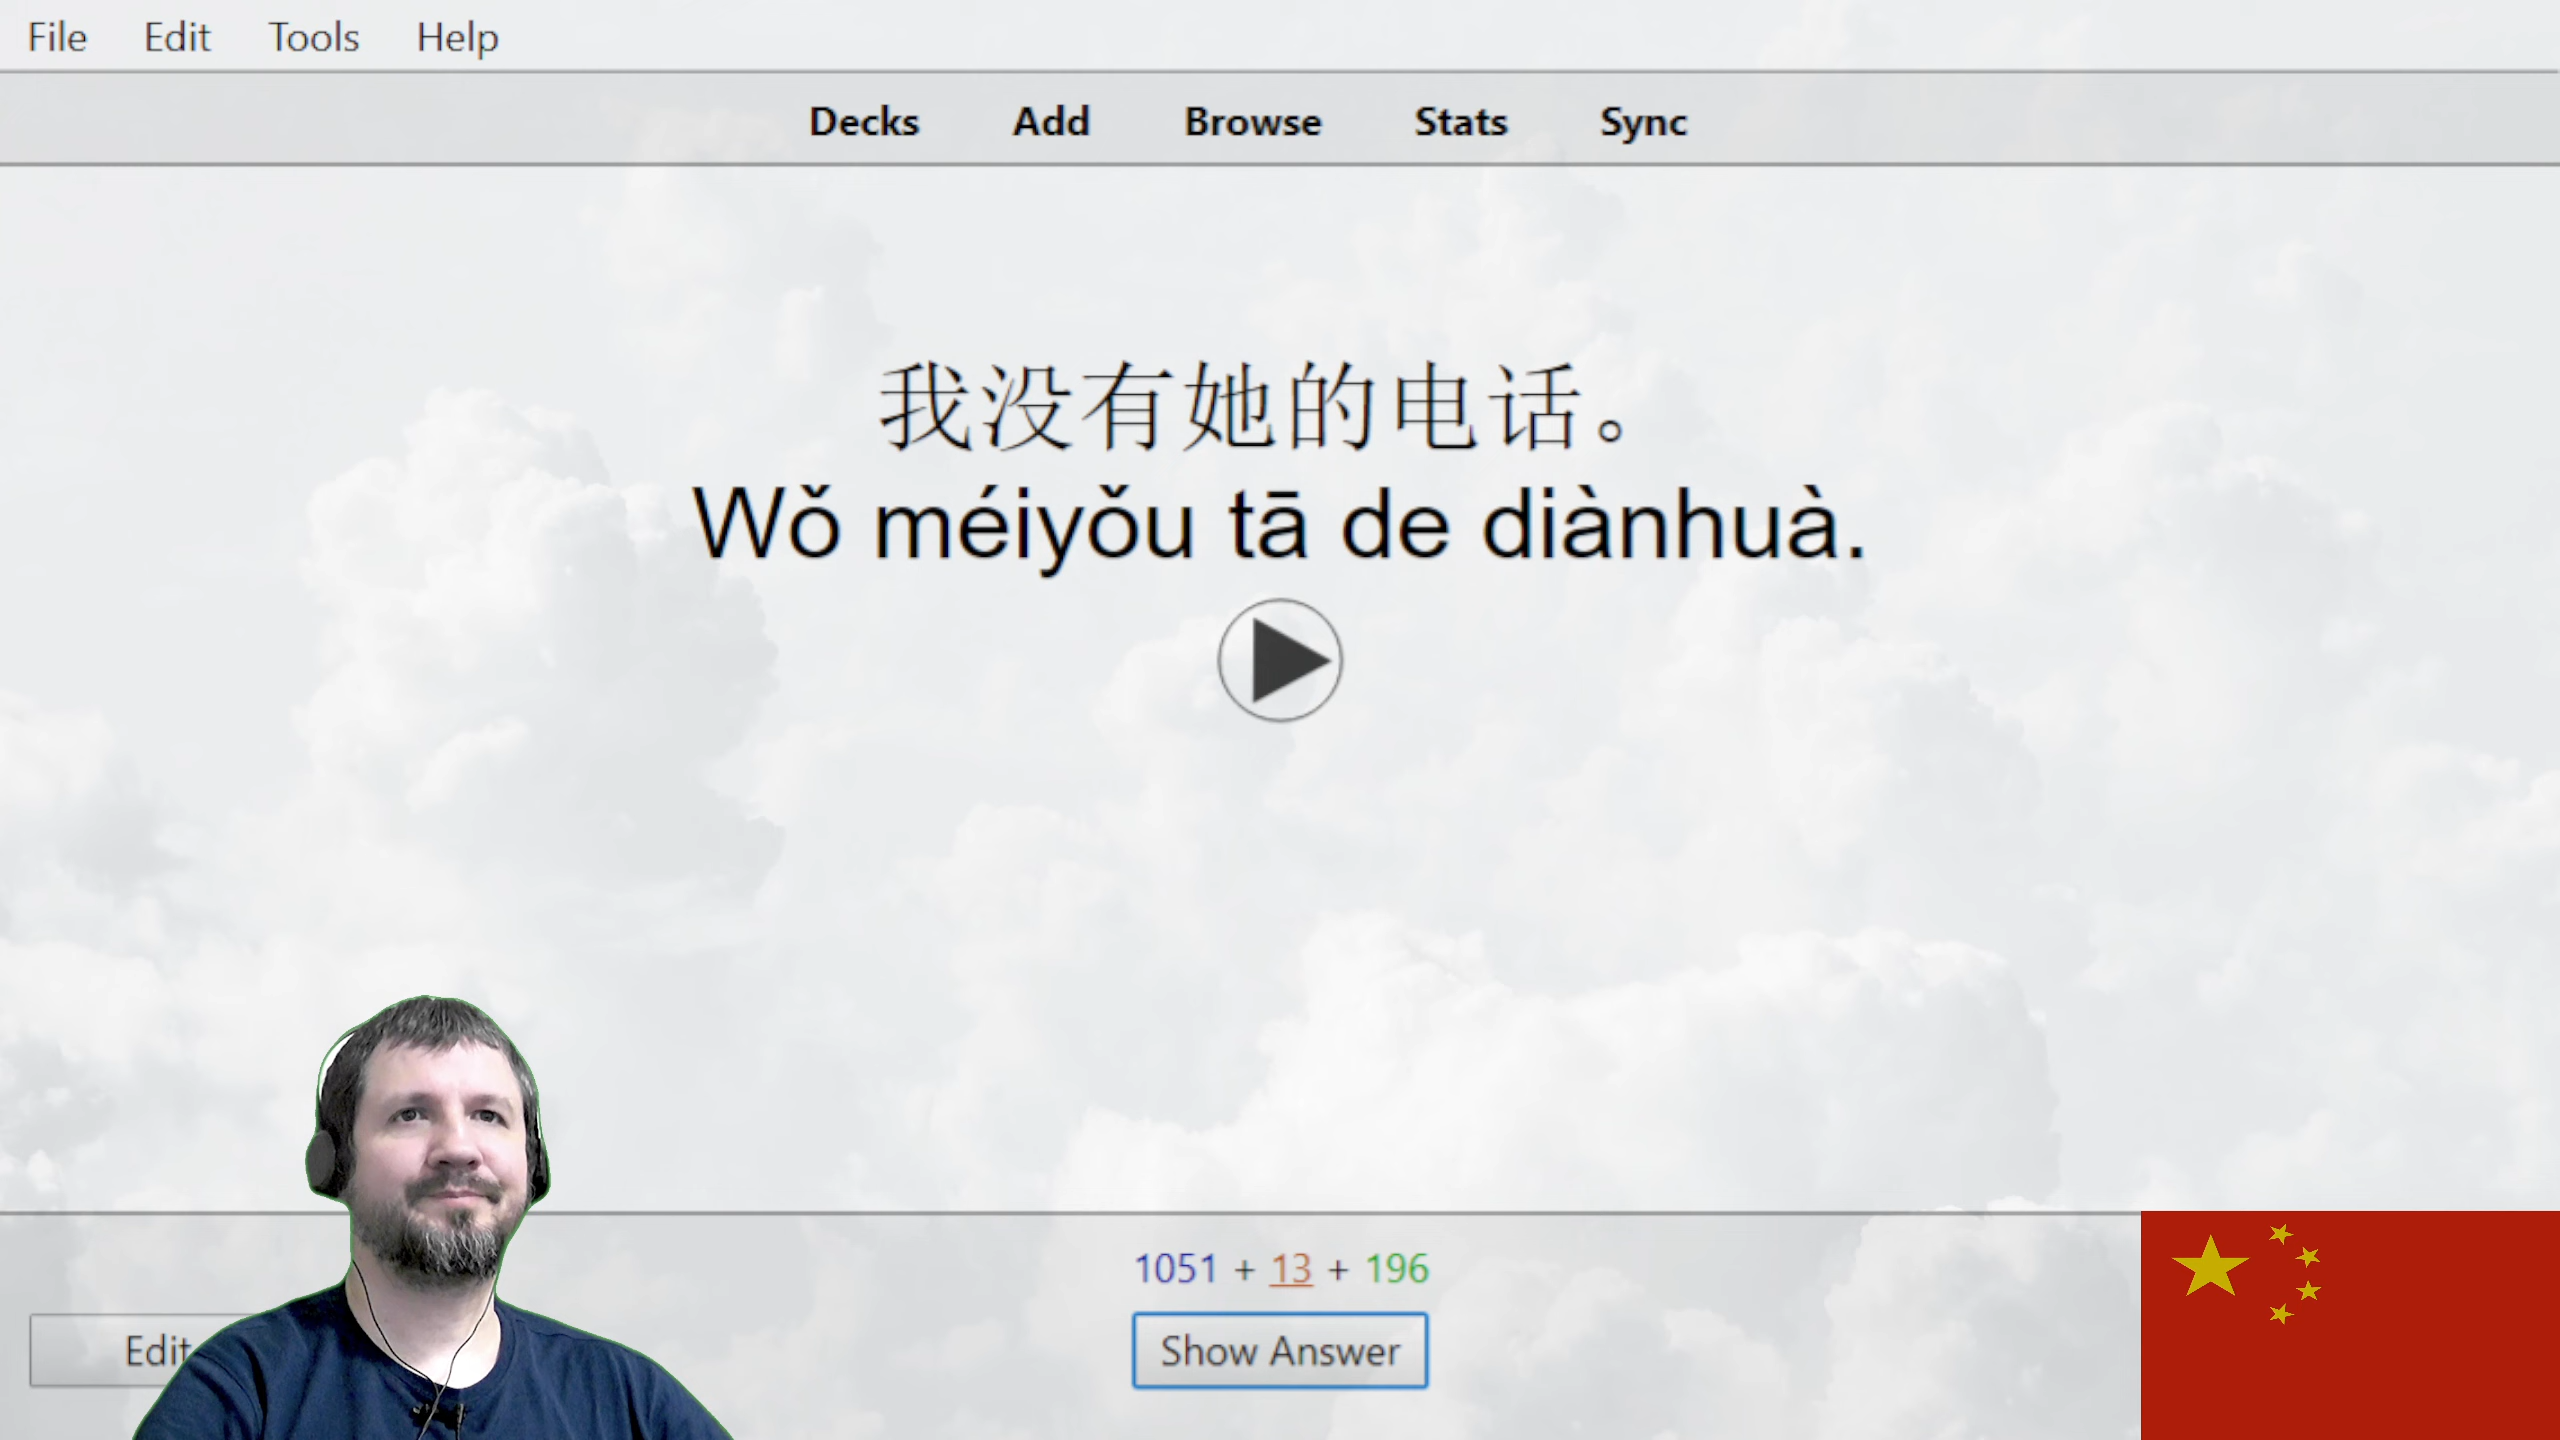 File Edit Tools Help
Decks Add Browse Stats Sync
我没有她的电话。
Wǒ méiyǒu tā de diànhuà.
1051 + 13 + 196
Edit
Show Answer